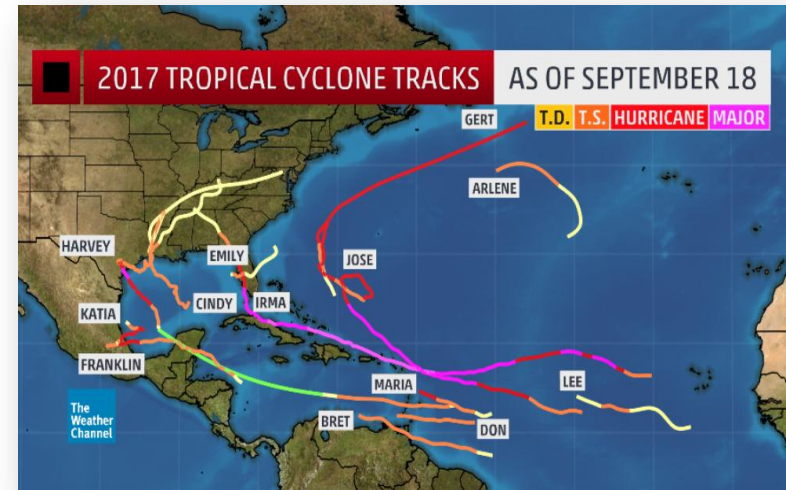 2017 TROPICAL CYCLONE TRACKS
AS OF SEPTEMBER 18
T.D. T.S. HURRICANE MAJOR
GERT
ARLENE
HARVEY
EMILY
JOSE
KATIA
CINDY
IRMA
FRANKLIN
MARIA
LEE
BRET
DON
The
Weather
Channel